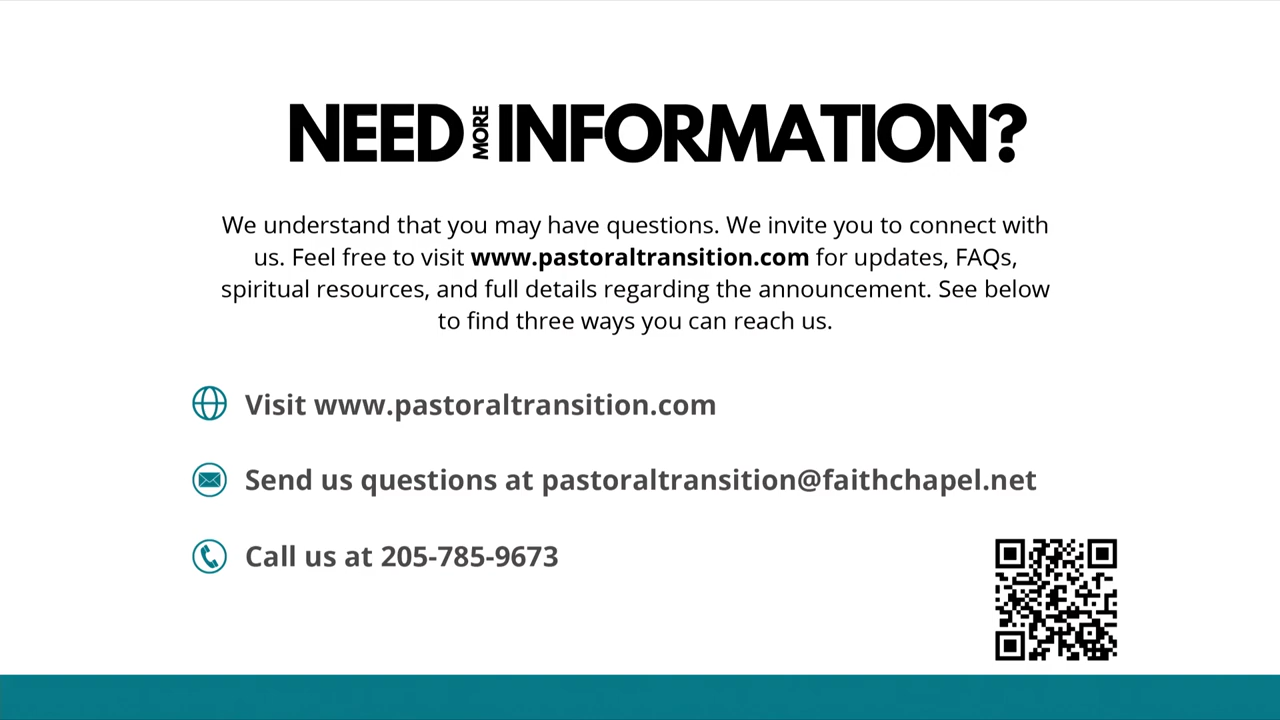 NEED MORE INFORMATION?
We understand that you may have questions. We invite you to connect with
us. Feel free to visit www.pastoraltransition.com for updates, FAQs,
spiritual resources, and full details regarding the announcement. See below
to find three ways you can reach us.
Visit www.pastoraltransition.com
Send us questions at pastoraltransition@faithchapel.net
Call us at 205-785-9673